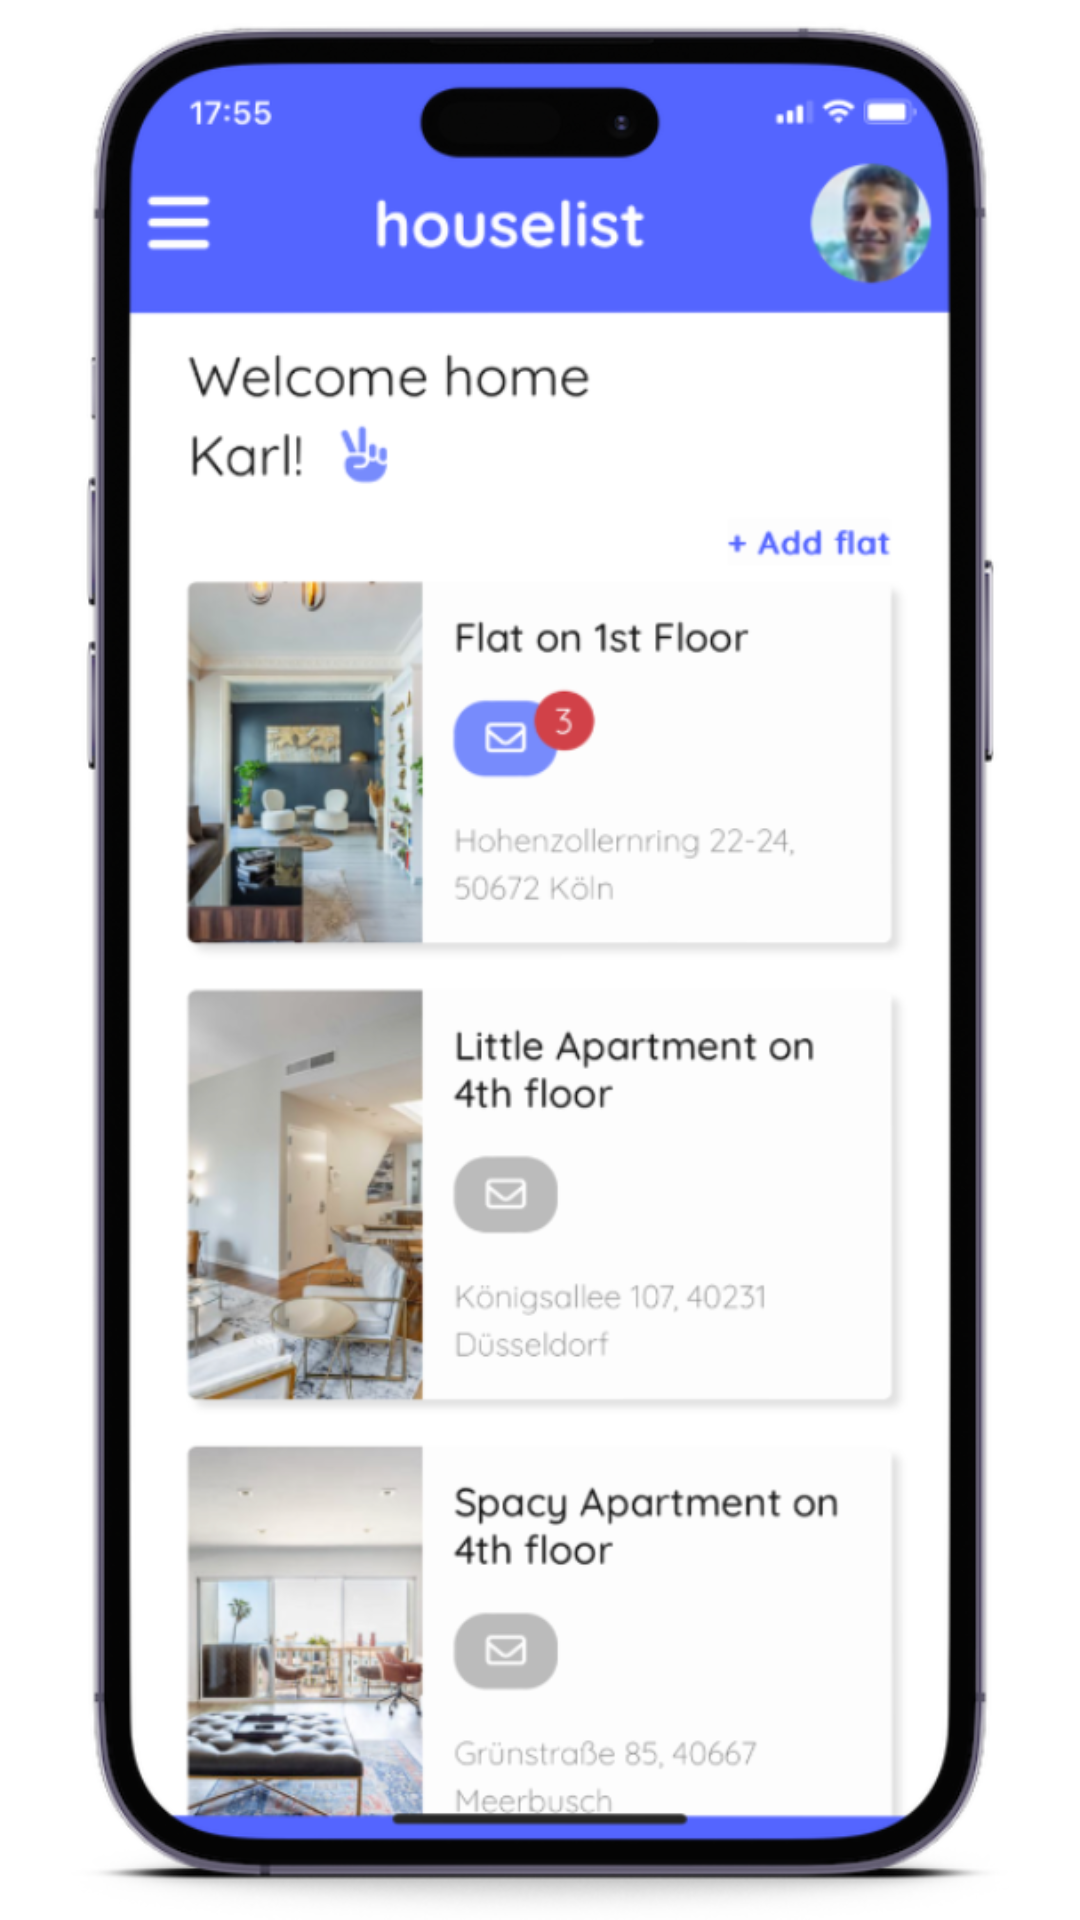 17:55
houselist
Welcome home
Karl!
+ Add flat
Flat on 1st Floor
3
Hohenzollernring 22-24,
50672 Köln
Little Apartment on
4th floor
Königsallee 107, 40231
Düsseldorf
Spacy Apartment on
4th floor
Grünstraße 85, 40667
Meerbusch